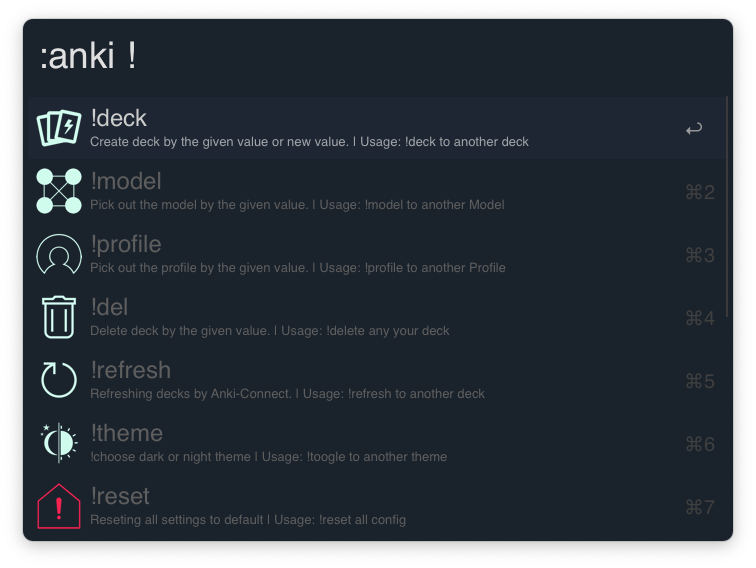 :anki !
!deck
Create deck by the given value or new value. | Usage: !deck to another deck
!model
Pick out the model by the given value. | Usage: !model to another Model
⌘2
!profile
Pick out the profile by the given value. | Usage: !profile to another Profile
⌘3
!del
Delete deck by the given value. | Usage: !delete any your deck
⌘4
!refresh
Refreshing decks by Anki-Connect. | Usage: !refresh to another deck
⌘5
!theme
!choose dark or night theme | Usage: !toogle to another theme
⌘6
!reset
Reseting all settings to default | Usage: !reset all config
⌘7